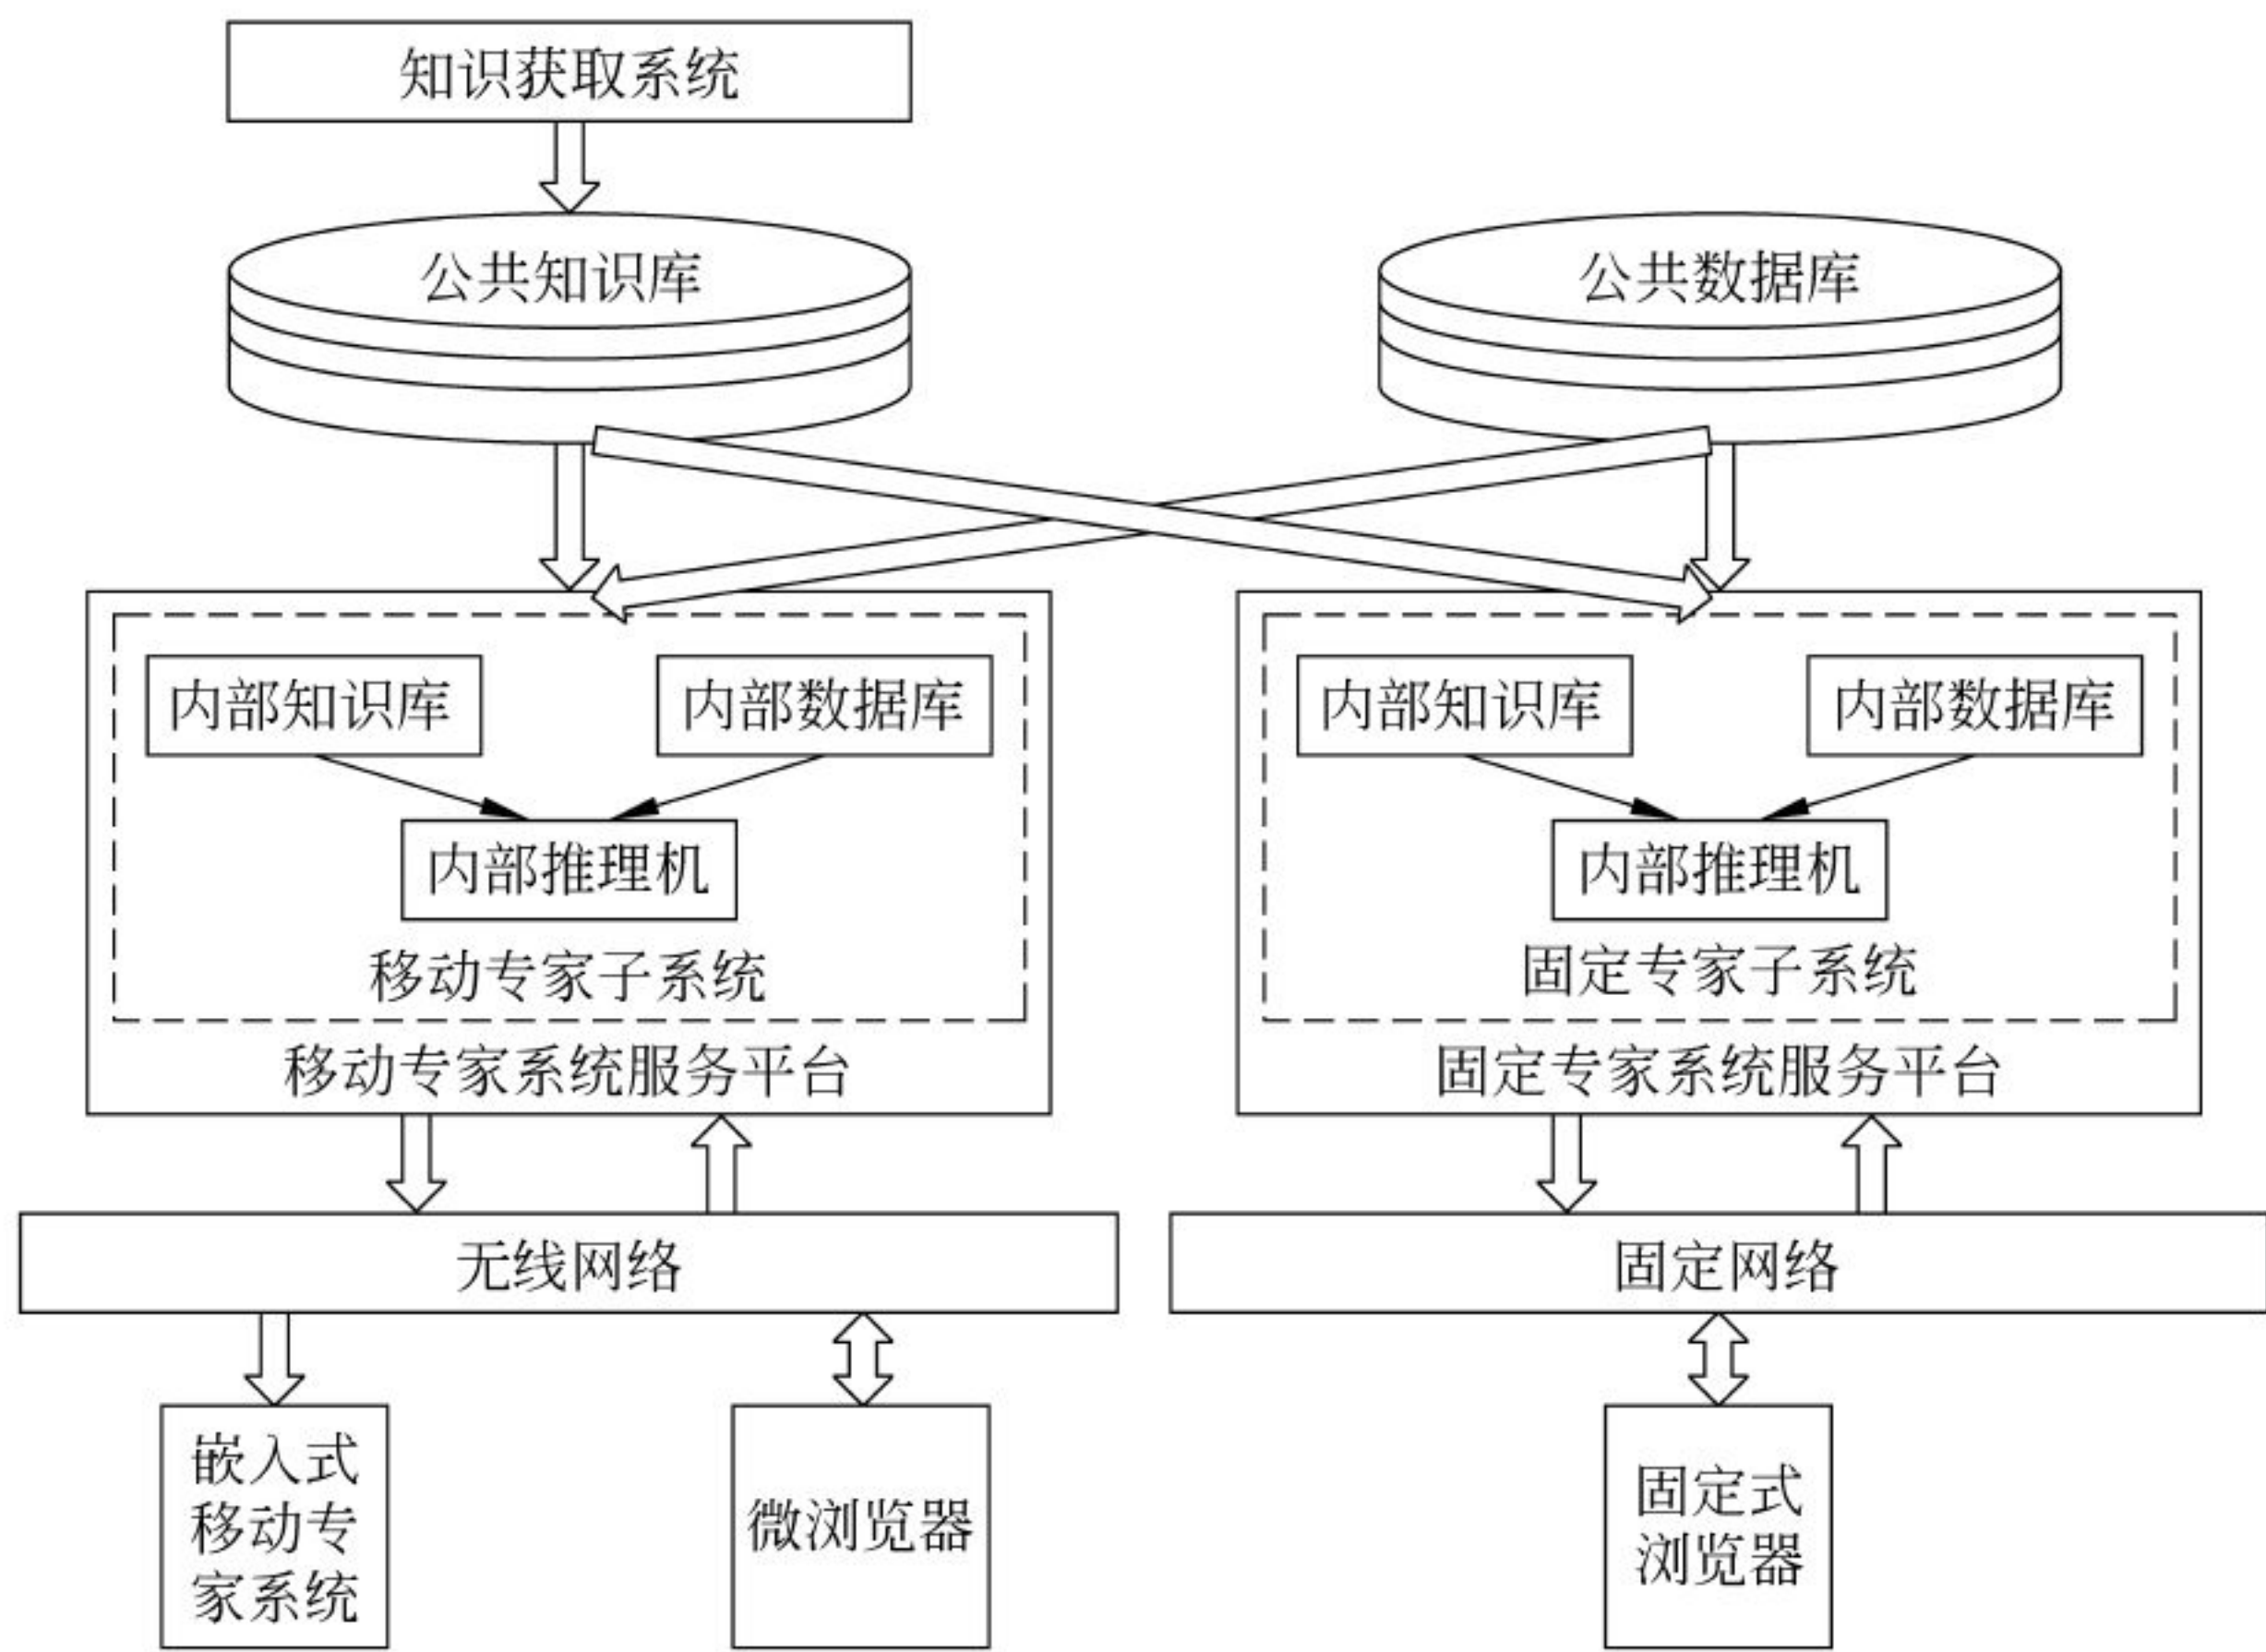 知识获取系统
公共知识库
公共数据库
内部知识库
内部数据库
内部推理机
移动专家子系统
移动专家系统服务平台
内部知识库
内部数据库
内部推理机
固定专家子系统
固定专家系统服务平台
无线网络
固定网络
嵌入式
移动专
家系统
微浏览器
固定式
浏览器